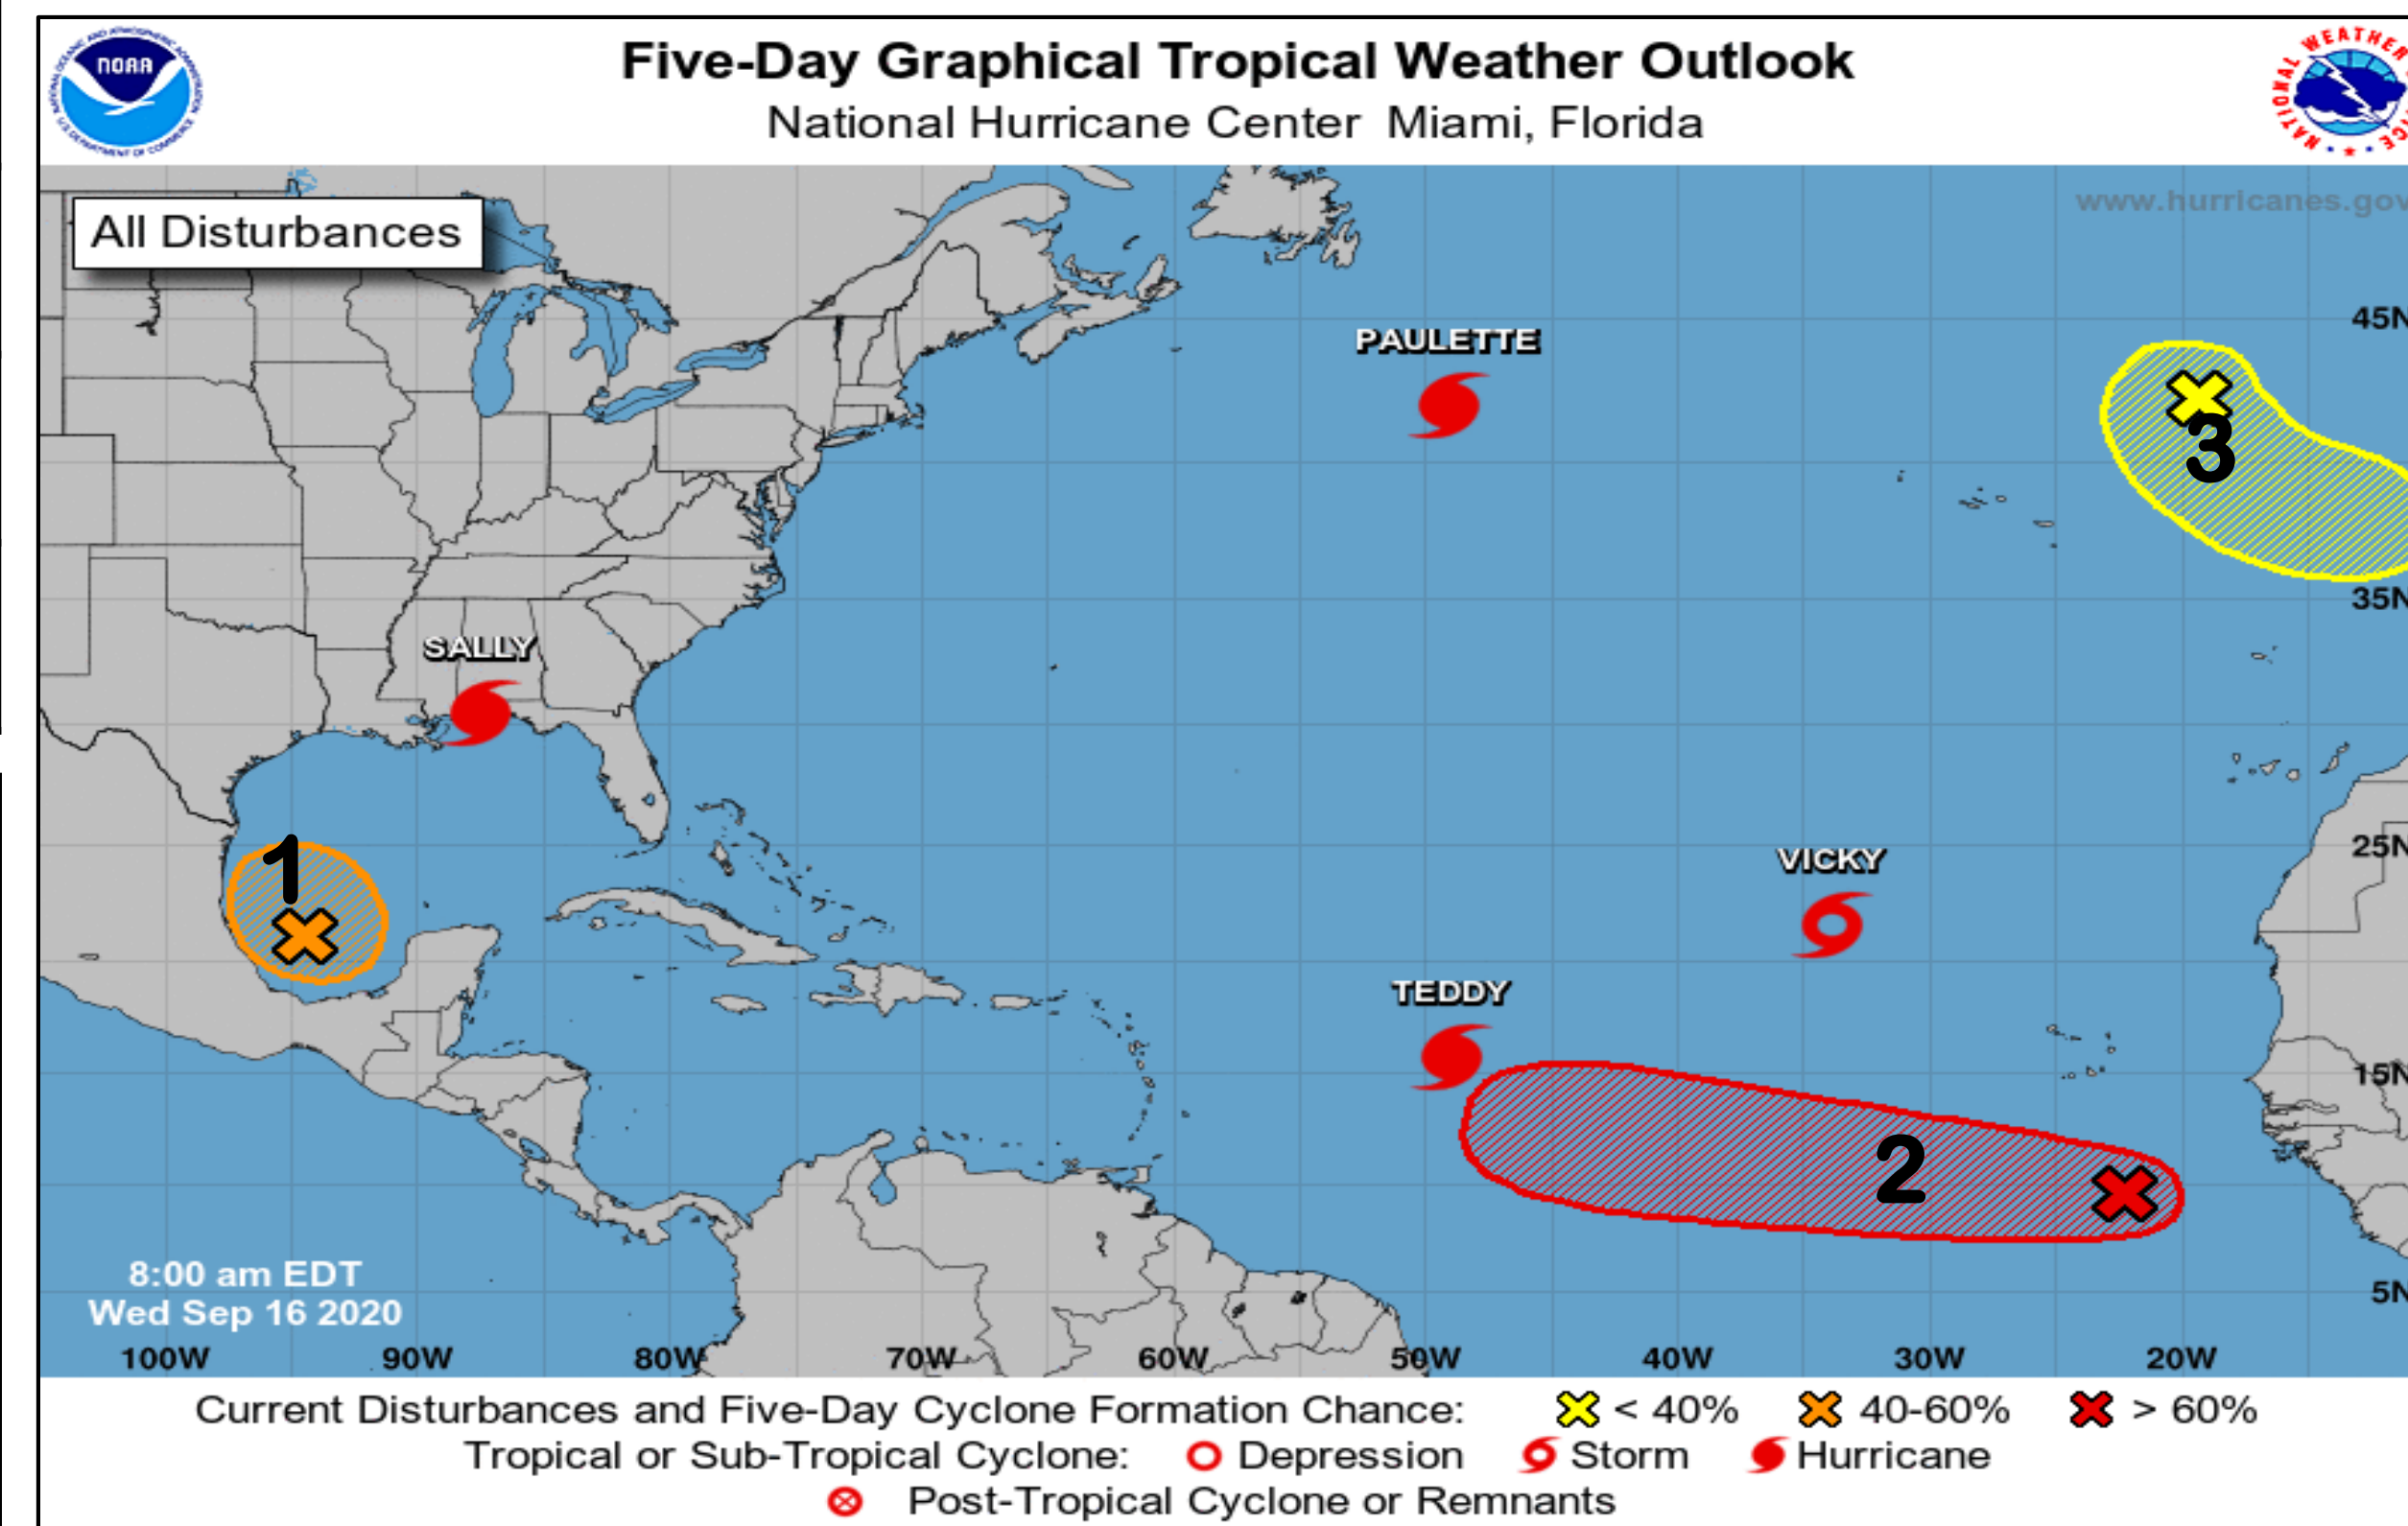 NOAA
NATIONAL WEATHER
Five-Day Graphical Tropical Weather Outlook
National Hurricane Center Miami, Florida
All Disturbances
www.hurricanes.gov
45N
PAULETTE
3
35N
SALLY
25N
1
VICKY
TEDDY
15N
2
8:00 am EDT
Wed Sep 16 2020
5N
100W 90W 80W 70W 60W 50W 40W 30W 20W
Current Disturbances and Five-Day Cyclone Formation Chance: < 40% 40-60% > 60%
Tropical or Sub-Tropical Cyclone: Depression Storm Hurricane
Post-Tropical Cyclone or Remnants